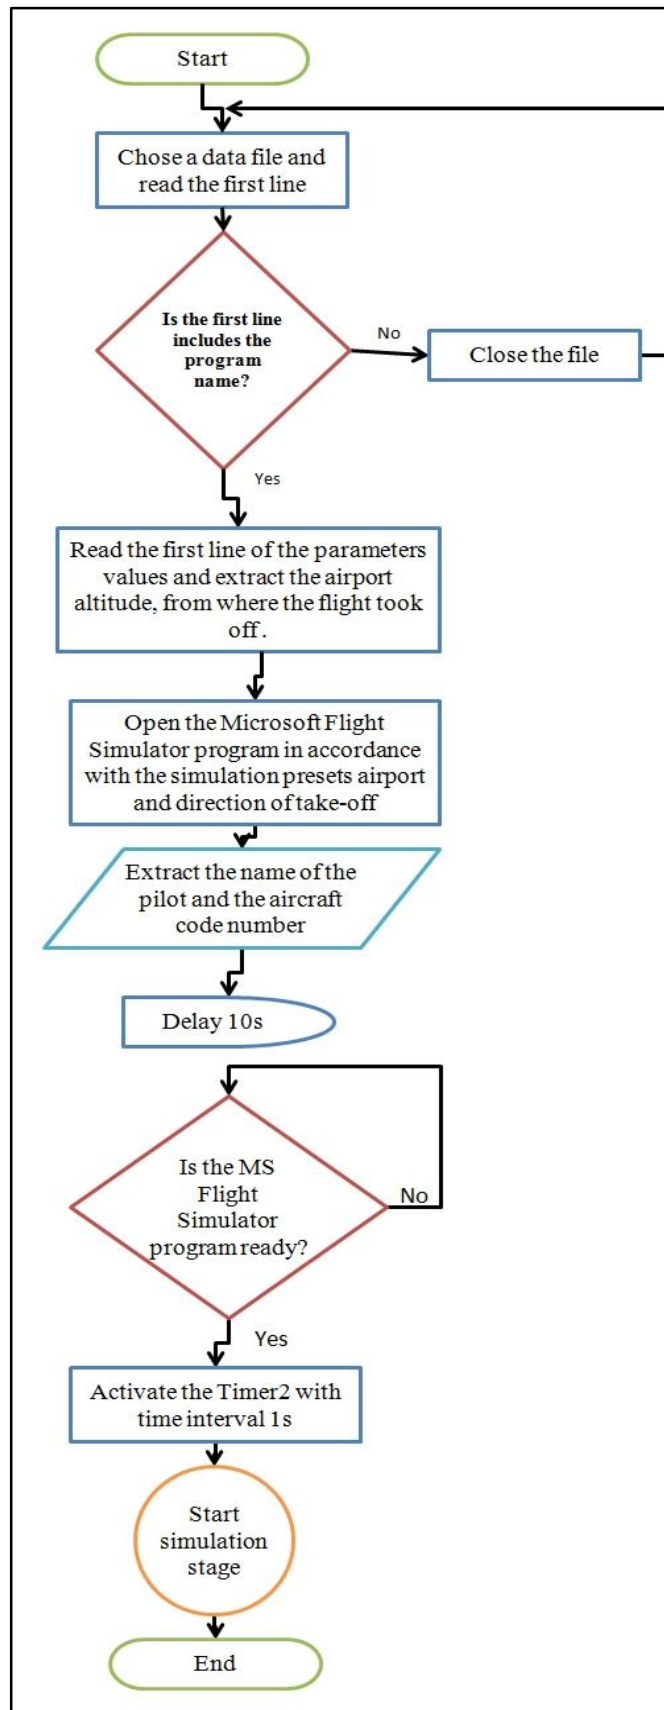 Start
Chose a data file and
read the first line
Is the first line
includes the
program
name?
No
Close the file
Yes
Read the first line of the parameters
values and extract the airport
altitude, from where the flight took
off .
Open the Microsoft Flight
Simulator program in accordance
with the simulation presets airport
and direction of take-off
Extract the name of the
pilot and the aircraft
code number
Delay 10s
Is the MS
Flight
Simulator
program ready?
No
Yes
Activate the Timer2 with
time interval 1s
Start
simulation
stage
End